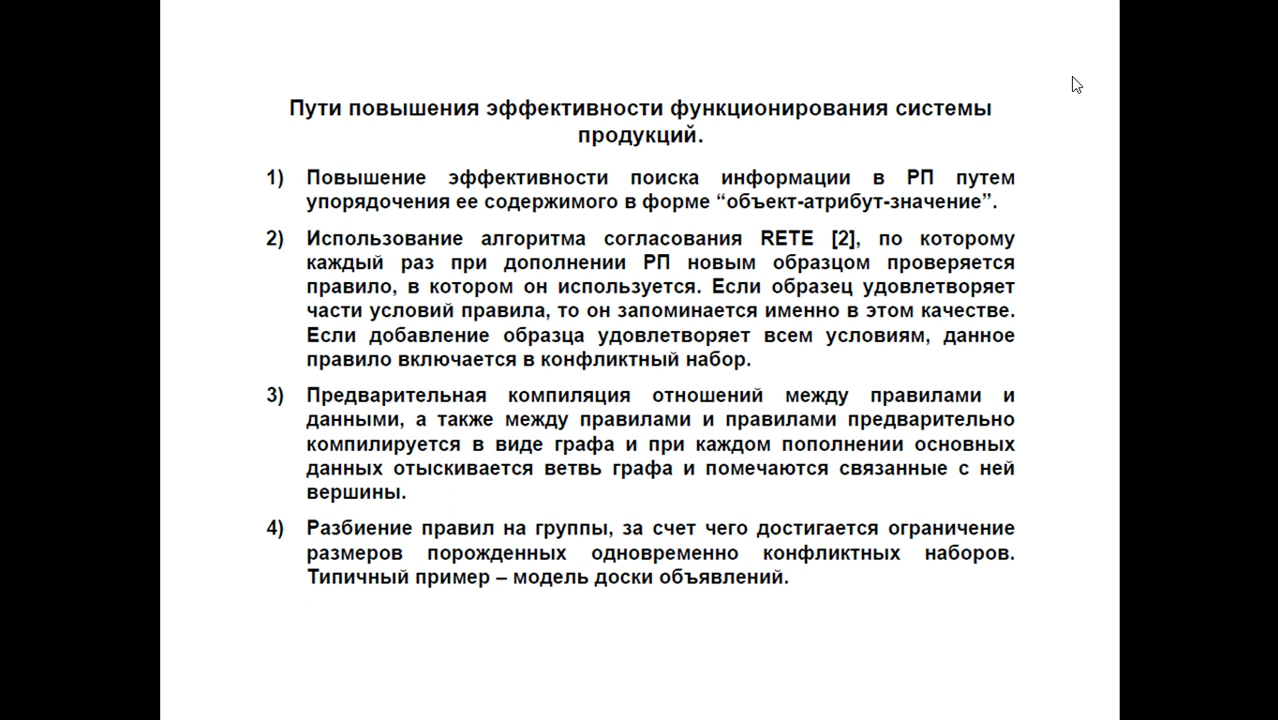 Пути повышения эффективности функционирования системы
продукций.
1) Повышение эффективности поиска информации в РП путем
упорядочения ее содержимого в форме “объект-атрибут-значение”.
2) Использование алгоритма согласования RETE [2], по которому
каждый раз при дополнении РП новым образцом проверяется
правило, в котором он используется. Если образец удовлетворяет
части условий правила, то он запоминается именно в этом качестве.
Если добавление образца удовлетворяет всем условиям, данное
правило включается в конфликтный набор.
3) Предварительная компиляция отношений между правилами и
данными, а также между правилами и правилами предварительно
компилируется в виде графа и при каждом пополнении основных
данных отыскивается ветвь графа и помечаются связанные с ней
вершины.
4) Разбиение правил на группы, за счет чего достигается ограничение
размеров порожденных одновременно конфликтных наборов.
Типичный пример – модель доски объявлений.